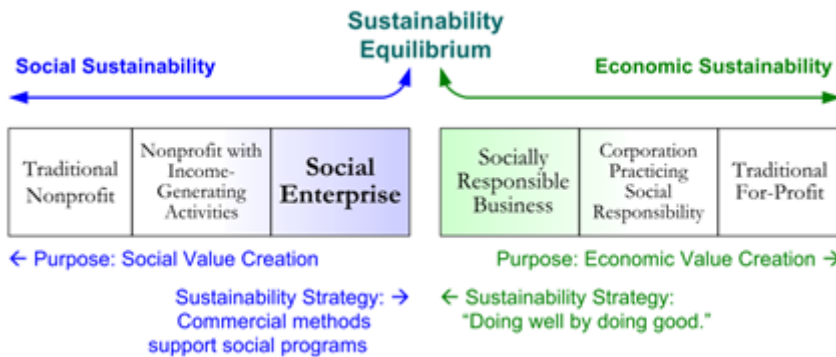 Sustainability
Equilibrium
Social Sustainability
Economic Sustainability
Traditional
Nonprofit
Nonprofit with
Income-
Generating
Activities
Social
Enterprise
Socially
Responsible
Business
Corporation
Practicing
Social
Responsibility
Traditional
For-Profit
← Purpose: Social Value Creation
Purpose: Economic Value Creation →
Sustainability Strategy: →
Commercial methods
support social programs
← Sustainability Strategy:
“Doing well by doing good.”